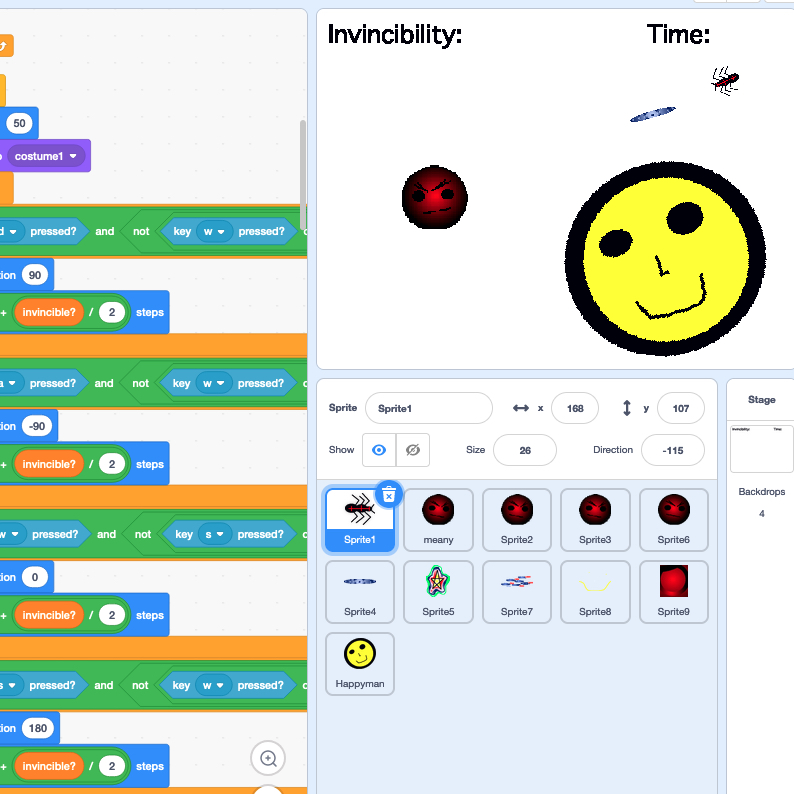 50
costume1
d pressed? and not key w pressed?
tion 90
+ invincible? / 2 steps
a pressed? and not key w pressed?
tion -90
+ invincible? / 2 steps
w pressed? and not key s pressed?
tion 0
+ invincible? / 2 steps
s pressed? and not key w pressed?
tion 180
+ invincible? / 2 steps
Invincibility: Time:
Sprite Sprite1 x 168 y 107
Show Size 26 Direction -115
Sprite1 meany Sprite2 Sprite3 Sprite6
Sprite4 Sprite5 Sprite7 Sprite8 Sprite9
Happyman
Stage
Invincibility: Time:
Backdrops
4